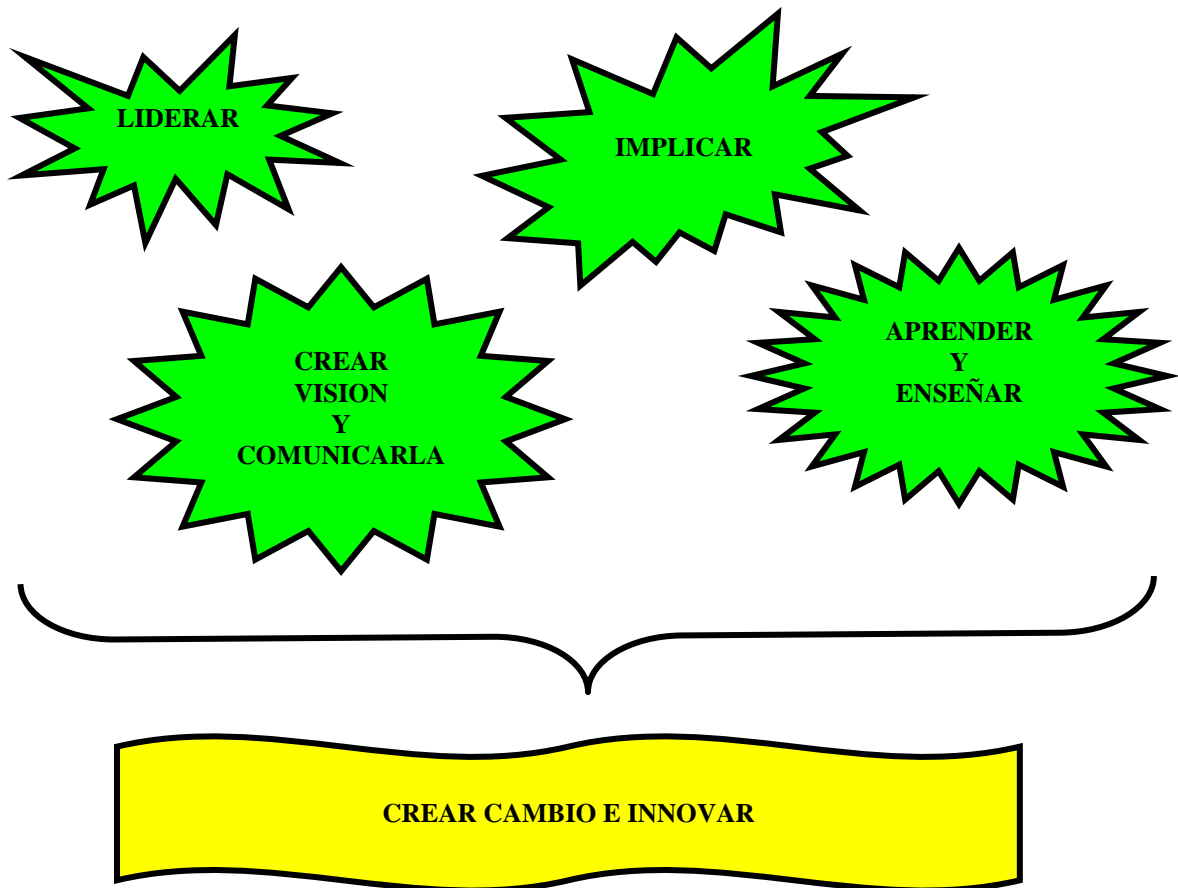 LIDERAR
IMPLICAR
CREAR
VISION
Y
COMUNICARLA
APRENDER
Y
ENSEÑAR
CREAR CAMBIO E INNOVAR